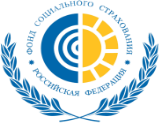 ФОНД СОЦИАЛЬНОГО СТРАХОВАНИЯ
РОССИЙСКАЯ ФЕДЕРАЦИЯ